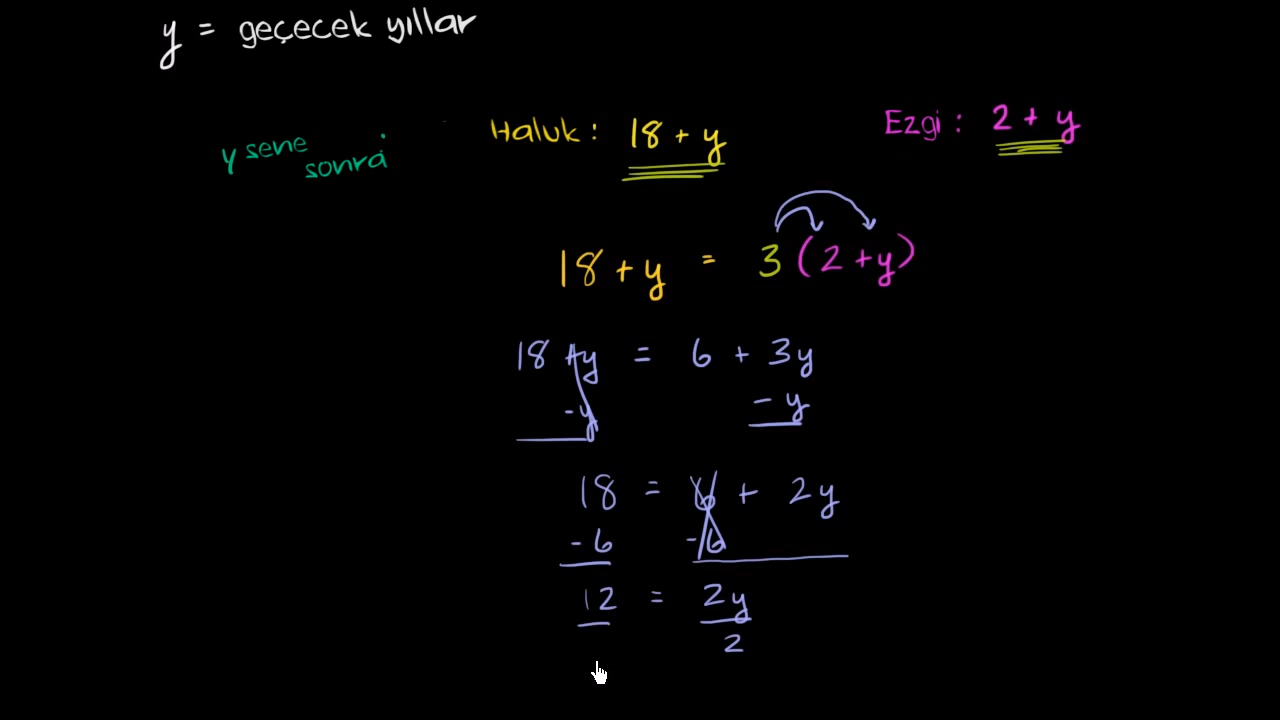 y = geçecek yıllar
y sene sonra
Haluk: 18 + y
Ezgi: 2 + y
18 + y = 3 (2 + y)
18 + y = 6 + 3y
- y - y
18 = 6 + 2y
- 6 - 6
12 = 2y
2